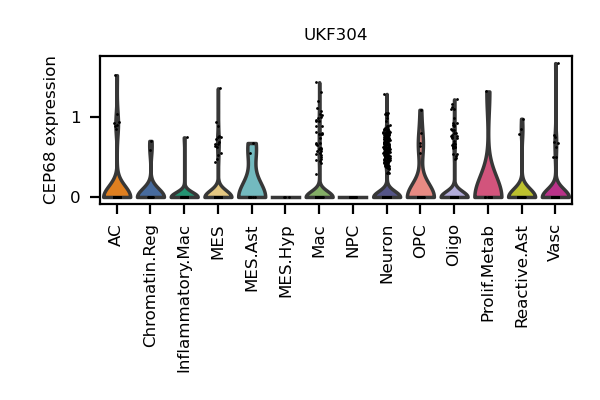 UKF304
CEP68 expression
1
0
AC
Chromatin.Reg
Inflammatory.Mac
MES
MES.Ast
MES.Hyp
Mac
NPC
Neuron
OPC
Oligo
Prolif.Metab
Reactive.Ast
Vasc